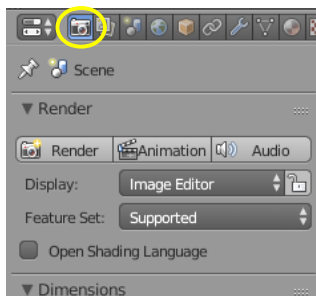 Scene
Render
Render Animation Audio
Display: Image Editor
Feature Set: Supported
Open Shading Language
Dimensions